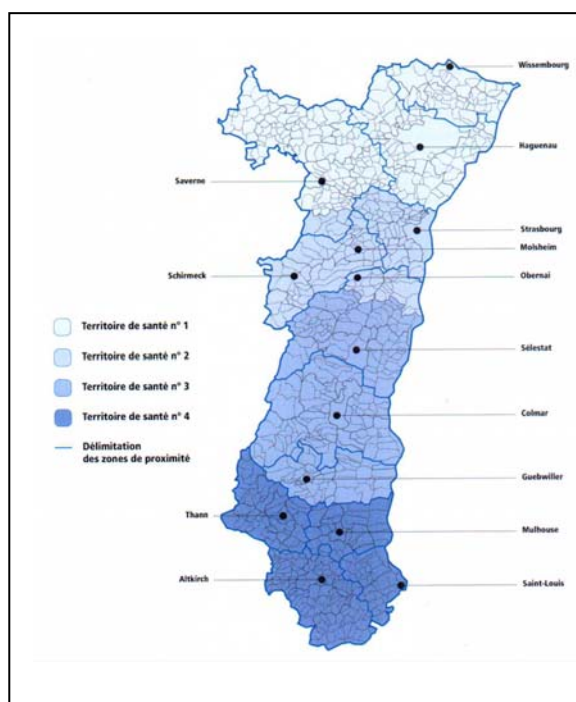 Wissembourg
Haguenau
Saverne
Strasbourg
Molsheim
Schirmeck
Obernai
Territoire de santé n° 1
Territoire de santé n° 2
Sélestat
Territoire de santé n° 3
Colmar
Territoire de santé n° 4
Délimitation
des zones de proximité
Guebwiller
Thann
Mulhouse
Altkirch
Saint-Louis